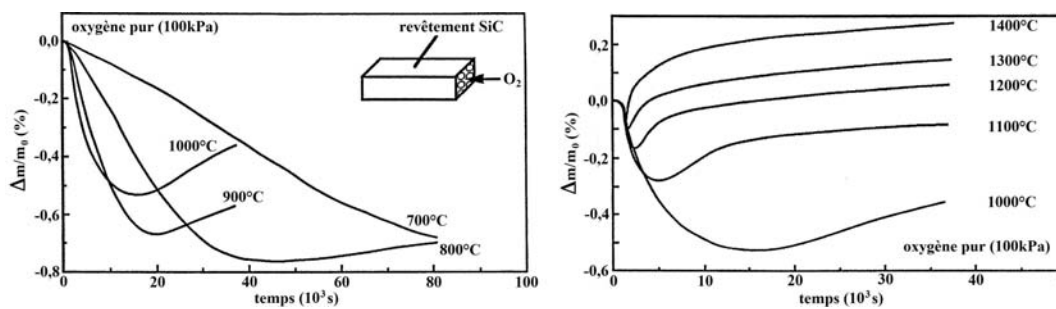 oxygène pur (100kPa)
revêtement SiC
O₂
0,0
-0,2
-0,4
-0,6
-0,8
Δm/m₀ (%)
1000°C
900°C
700°C
800°C
0
20
40
60
80
100
temps (10³ s)
0,2
0,0
-0,2
-0,4
-0,6
Δm/m₀ (%)
1400°C
1300°C
1200°C
1100°C
1000°C
oxygène pur (100kPa)
0
10
20
30
40
temps (10³ s)